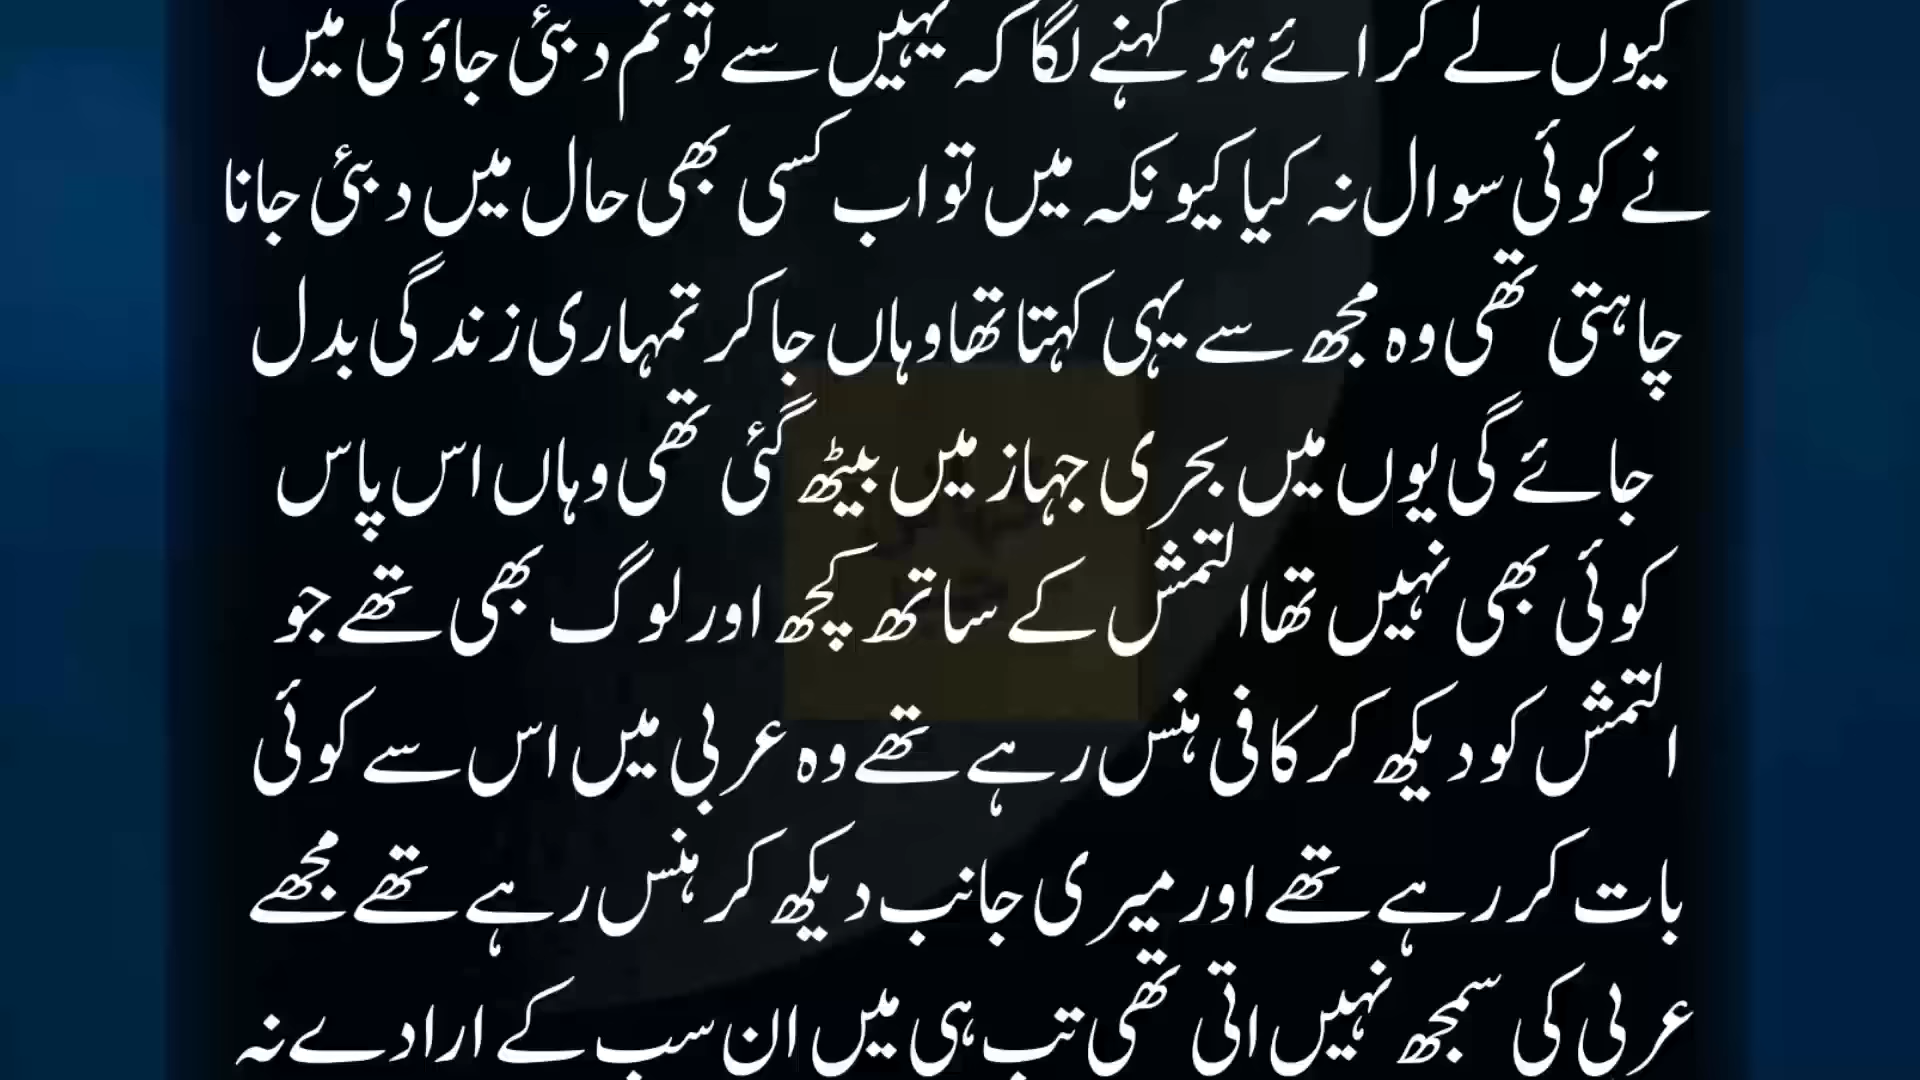 کیوں لے کر ائے ہو کہنے لگا کہ یہیں سے تو تم دبئی جاؤ گی میں
نے کوئی سوال نہ کیا کیونکہ میں تو اب کسی بھی حال میں دبئی جانا
چاہتی تھی وہ مجھ سے یہی کہتا تھا وہاں جا کر تمہاری زندگی بدل
جائے گی یوں میں بحری جہاز میں بیٹھ گئی تھی وہاں اس پاس
کوئی بھی نہیں تھا التمش کے ساتھ کچھ اور لوگ بھی تھے جو
التمش کو دیکھ کر کافی ہنس رہے تھے وہ عربی میں اس سے کوئی
بات کر رہے تھے اور میری جانب دیکھ کر ہنس رہے تھے مجھے
عربی کی سمجھ نہیں اتی تھی تب ہی میں ان سب کے ارادے نہ